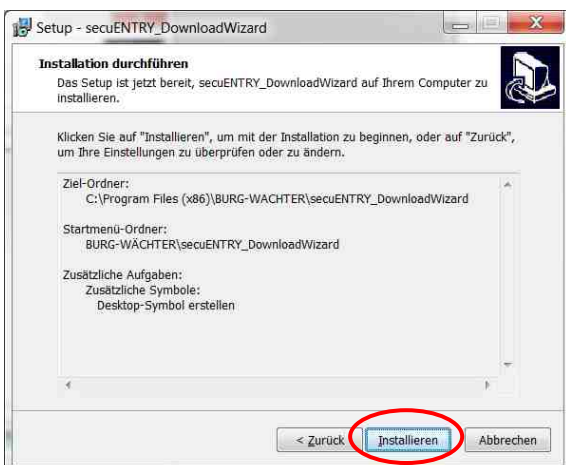 Setup - secuENTRY_DownloadWizard
Installation durchführen
Das Setup ist jetzt bereit, secuENTRY_DownloadWizard auf Ihrem Computer zu
installieren.
Klicken Sie auf "Installieren", um mit der Installation zu beginnen, oder auf "Zurück",
um Ihre Einstellungen zu überprüfen oder zu ändern.
Ziel-Ordner:
C:\Program Files (x86)\BURG-WACHTER\secuENTRY_DownloadWizard
Startmenü-Ordner:
BURG-WÄCHTER\secuENTRY_DownloadWizard
Zusätzliche Aufgaben:
Zusätzliche Symbole:
Desktop-Symbol erstellen
< Zurück Installieren Abbrechen